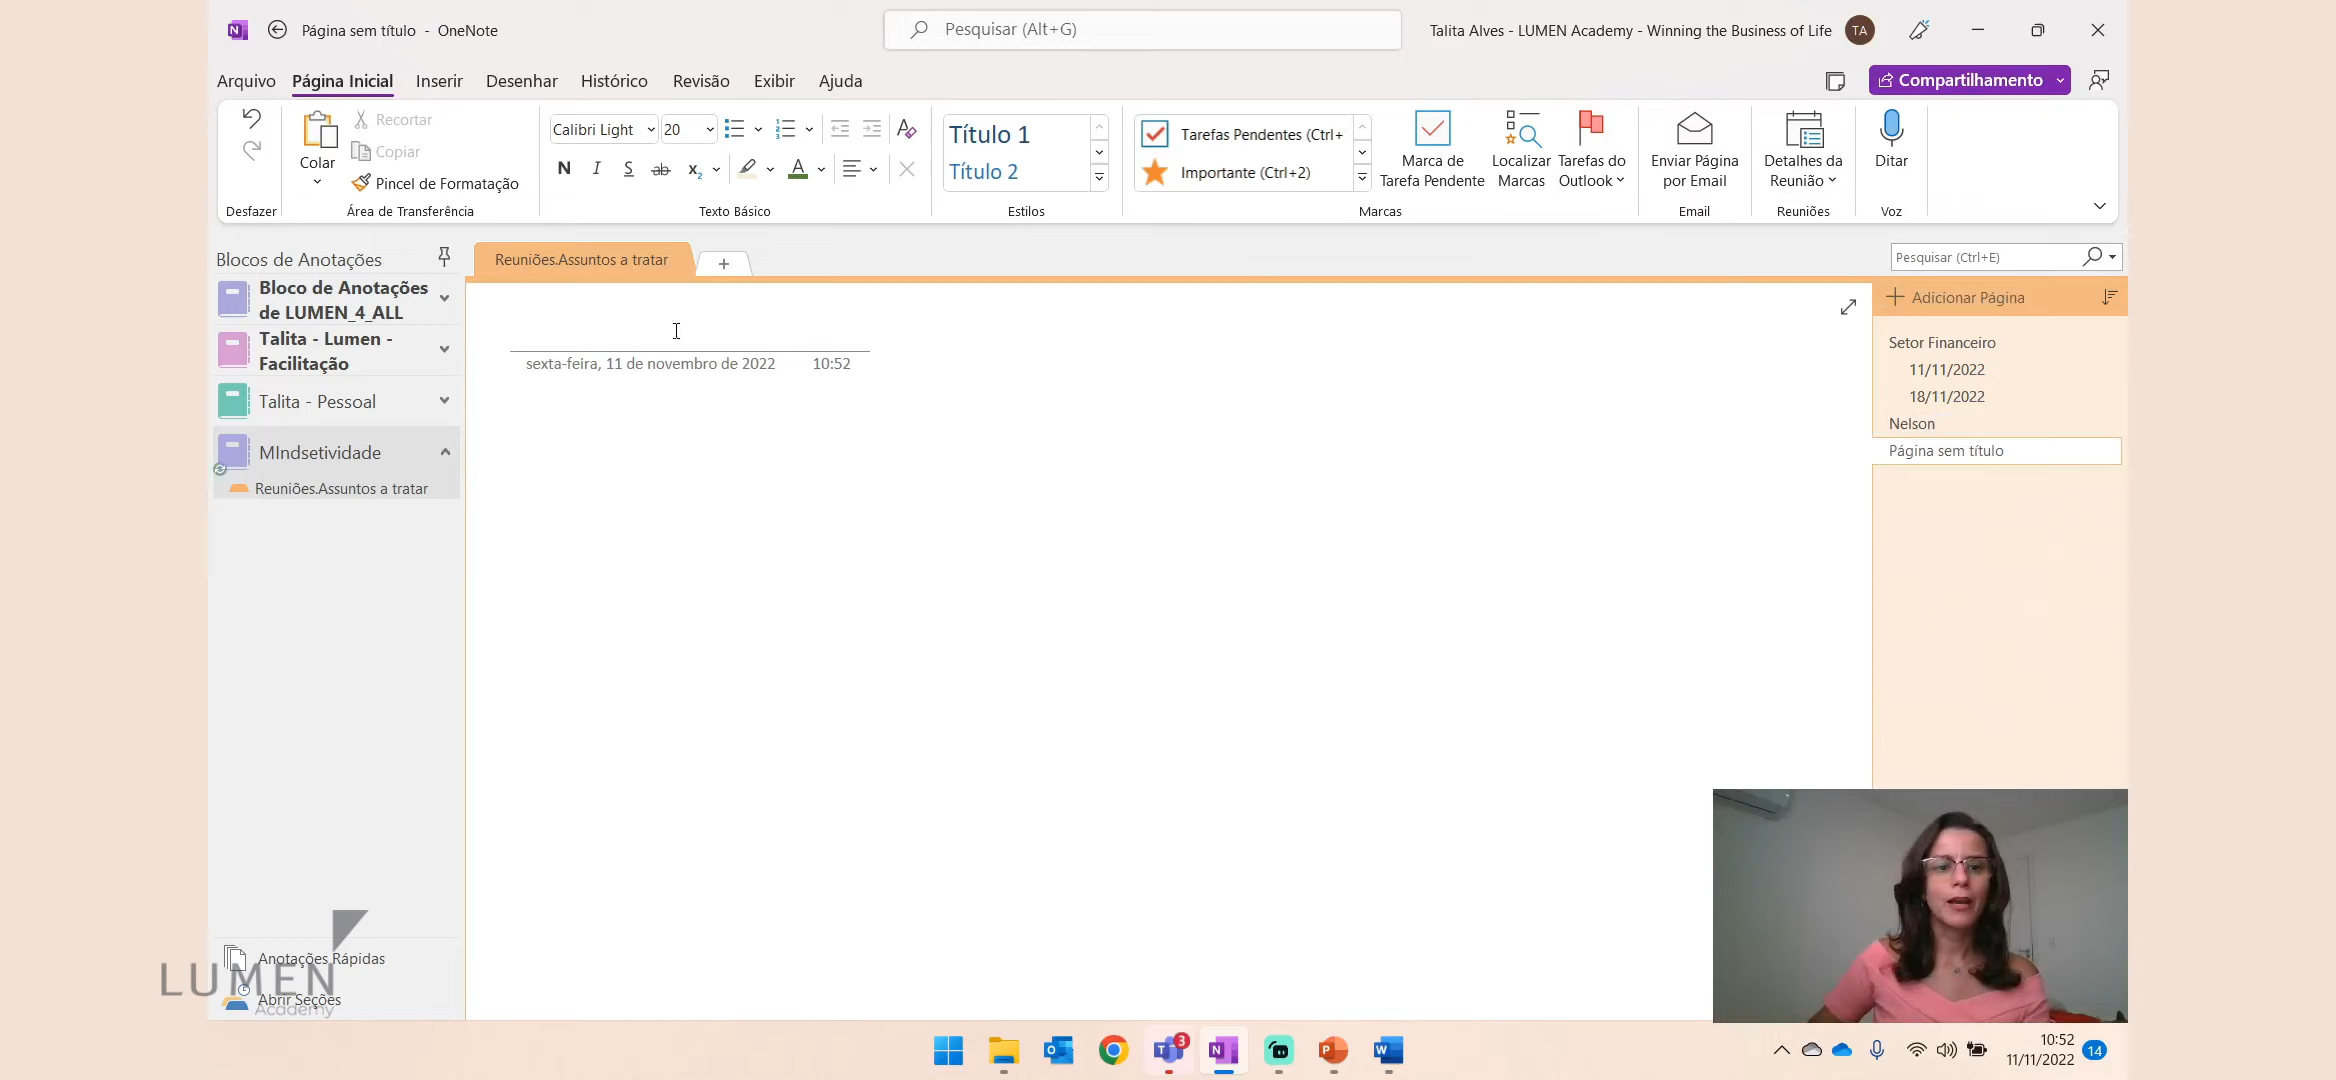 Página sem título - OneNote
Pesquisar (Alt+G)
Talita Alves - LUMEN Academy - Winning the Business of Life
TA
Arquivo
Página Inicial
Inserir
Desenhar
Histórico
Revisão
Exibir
Ajuda
Compartilhamento
Colar
Recortar
Copiar
Pincel de Formatação
Calibri Light
20
N I S ab x₂ A
Título 1
Título 2
Tarefas Pendentes (Ctrl+
Importante (Ctrl+2)
Marca de
Tarefa Pendente
Localizar
Marcas
Tarefas do
Outlook
Enviar Página
por Email
Detalhes da
Reunião
Ditar
Desfazer
Área de Transferência
Texto Básico
Estilos
Marcas
Email
Reuniões
Voz
Blocos de Anotações
Bloco de Anotações
de LUMEN_4_ALL
Talita - Lumen -
Facilitação
Talita - Pessoal
MIndsetividade
Reuniões.Assuntos a tratar
Anotações Rápidas
Abrir Seções
LUMEN
Academy
Reuniões.Assuntos a tratar
+
Pesquisar (Ctrl+E)
sexta-feira, 11 de novembro de 2022 10:52
Adicionar Página
Setor Financeiro
11/11/2022
18/11/2022
Nelson
Página sem título
3
10:52
11/11/2022
14